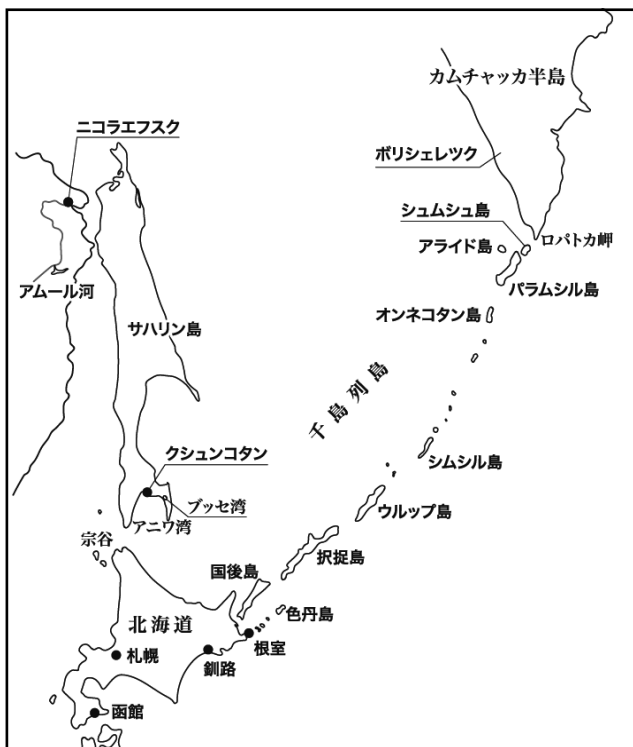 カムチャッカ半島
ニコラエフスク
ボリシェレツク
シュムシュ島
ロパトカ岬
アライド島
パラムシル島
アムール河
オンネコタン島
サハリン島
千島列島
シムシル島
クシュンコタン
ブッセ湾
ウルップ島
アニワ湾
宗谷
択捉島
国後島
色丹島
北海道
根室
札幌
釧路
函館